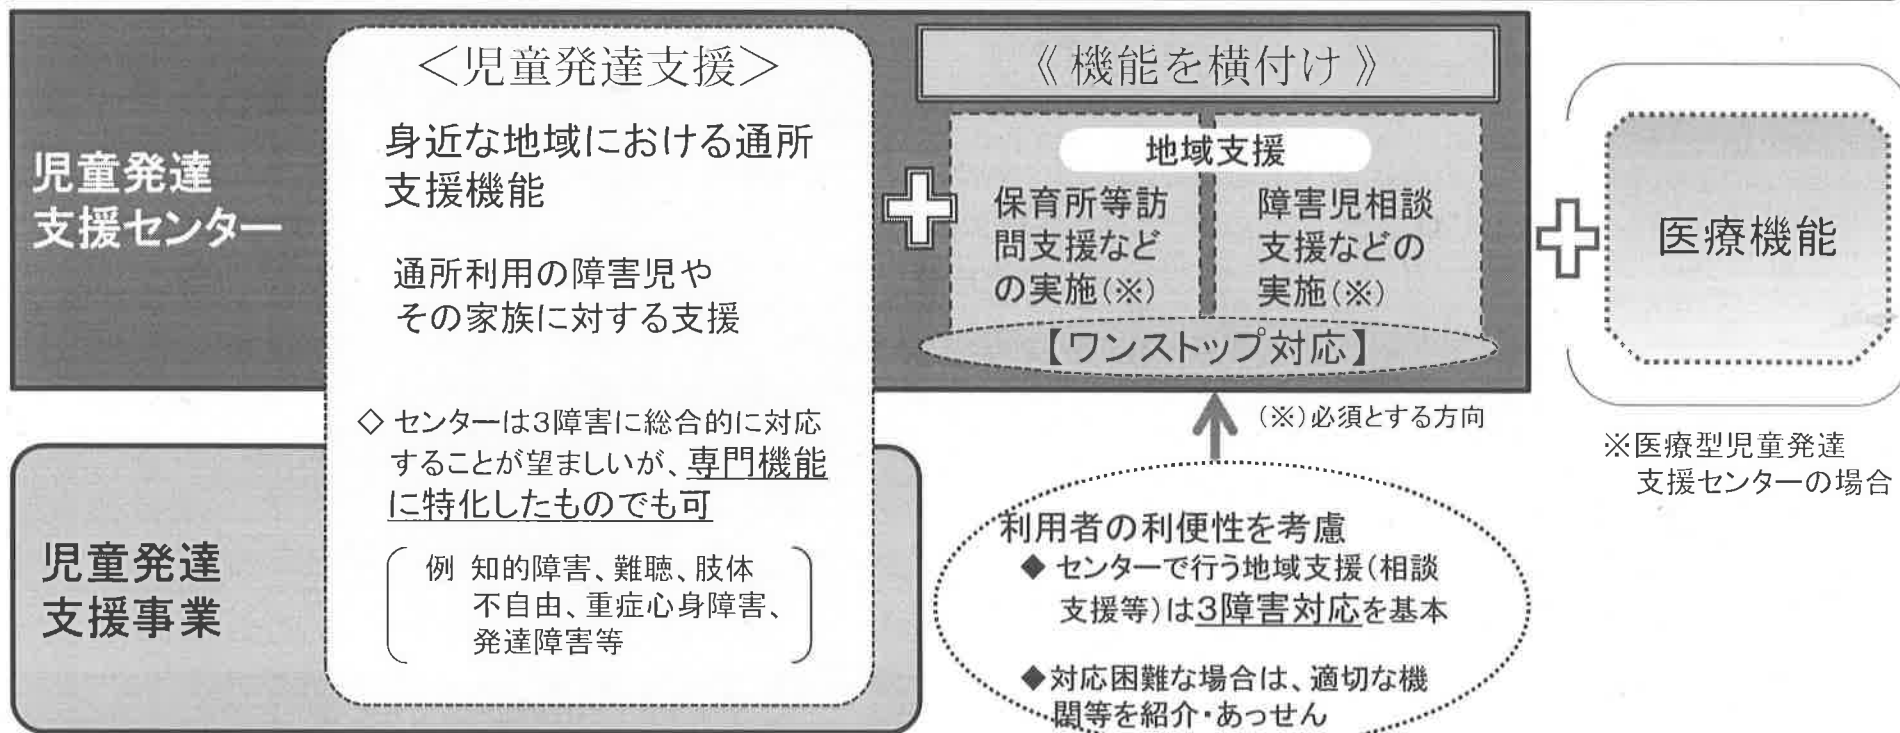 児童発達
支援センター
＜児童発達支援＞
身近な地域における通所
支援機能
通所利用の障害児や
その家族に対する支援
◇ センターは3障害に総合的に対応
することが望ましいが、専門機能
に特化したものでも可
例 知的障害、難聴、肢体
不自由、重症心身障害、
発達障害等
《 機能を横付け 》
地域支援
保育所等訪
問支援など
の実施(※)
障害児相談
支援などの
実施(※)
【ワンストップ対応】
(※)必須とする方向
医療機能
※医療型児童発達
支援センターの場合
児童発達
支援事業
利用者の利便性を考慮
◆ センターで行う地域支援(相談
支援等)は3障害対応を基本
◆対応困難な場合は、適切な機
関等を紹介・あっせん